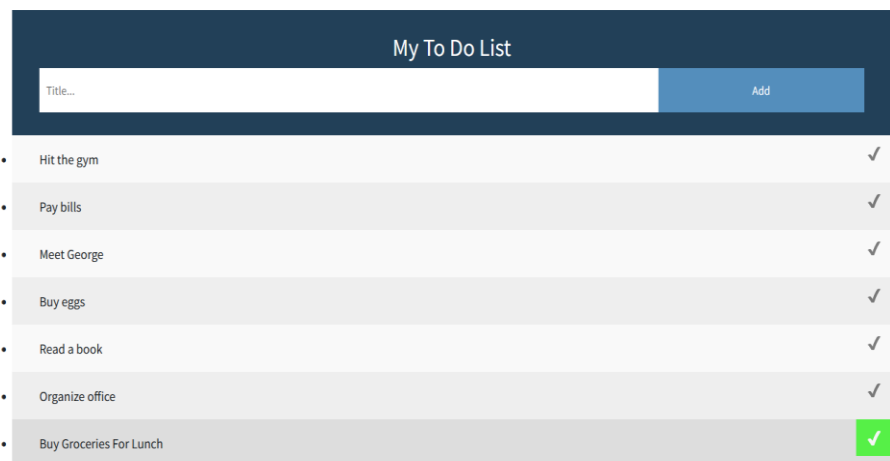 My To Do List
Title...
Add
Hit the gym
Pay bills
Meet George
Buy eggs
Read a book
Organize office
Buy Groceries For Lunch